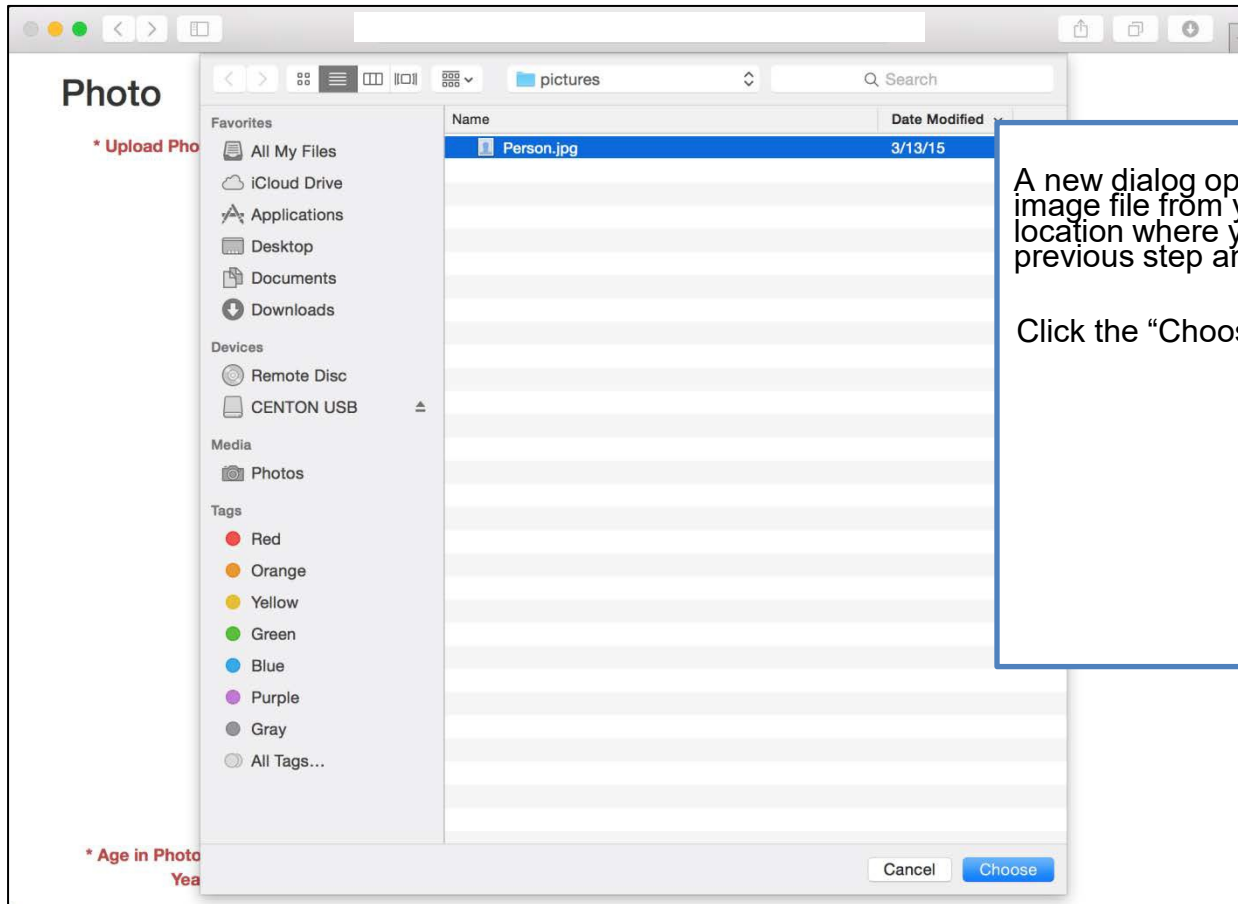 Photo
* Upload Pho
pictures
Search
Favorites
All My Files
iCloud Drive
Applications
Desktop
Documents
Downloads
Devices
Remote Disc
CENTON USB
Media
Photos
Tags
Red
Orange
Yellow
Green
Blue
Purple
Gray
All Tags...
Name
Date Modified
Person.jpg
3/13/15
A new dialog op
image file from y
location where y
previous step ar
Click the “Choos
* Age in Photo
Yea
Cancel
Choose